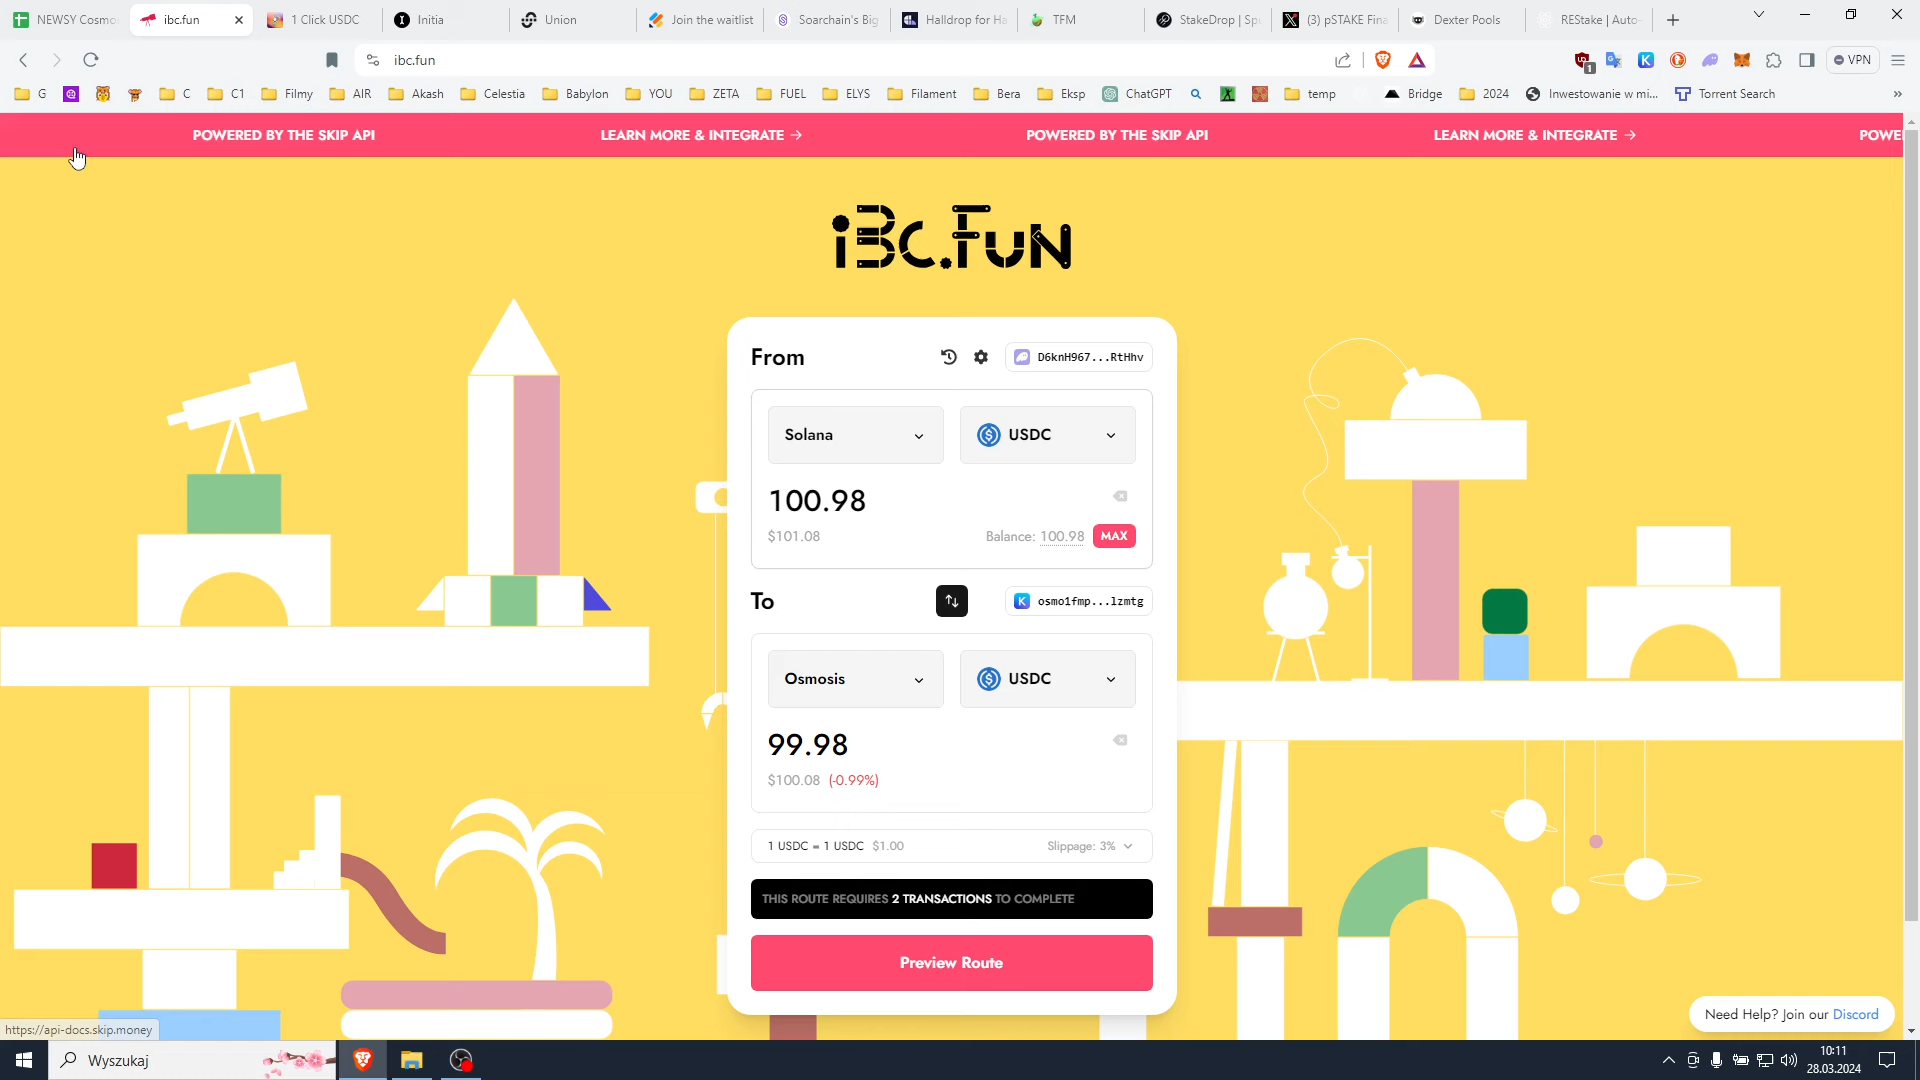 NEWSY Cosmo
ibc.fun
1 Click USDC
Initia
Union
Join the waitlist
Soarchain's Big
Halldrop for Ha
TFM
StakeDrop | Sp
(3) pSTAKE Fina
Dexter Pools
REStake | Auto-
ibc.fun
1
VPN
G
C
C1
Filmy
AIR
Akash
Celestia
Babylon
YOU
ZETA
FUEL
ELYS
Filament
Bera
Eksp
ChatGPT
temp
Bridge
2024
Inwestowanie w mi...
Torrent Search
»
POWERED BY THE SKIP API
LEARN MORE & INTEGRATE →
POWERED BY THE SKIP API
LEARN MORE & INTEGRATE →
POWE
iBC.FUN
From
D6knH967...RtHhv
Solana
USDC
100.98
$101.08
Balance: 100.98
MAX
To
K
osmo1fmp...lzmtg
Osmosis
USDC
99.98
$100.08 (-0.99%)
1 USDC = 1 USDC $1.00
Slippage: 3%
THIS ROUTE REQUIRES 2 TRANSACTIONS TO COMPLETE
Preview Route
Need Help? Join our Discord
https://api-docs.skip.money
Wyszukaj
10:11
28.03.2024